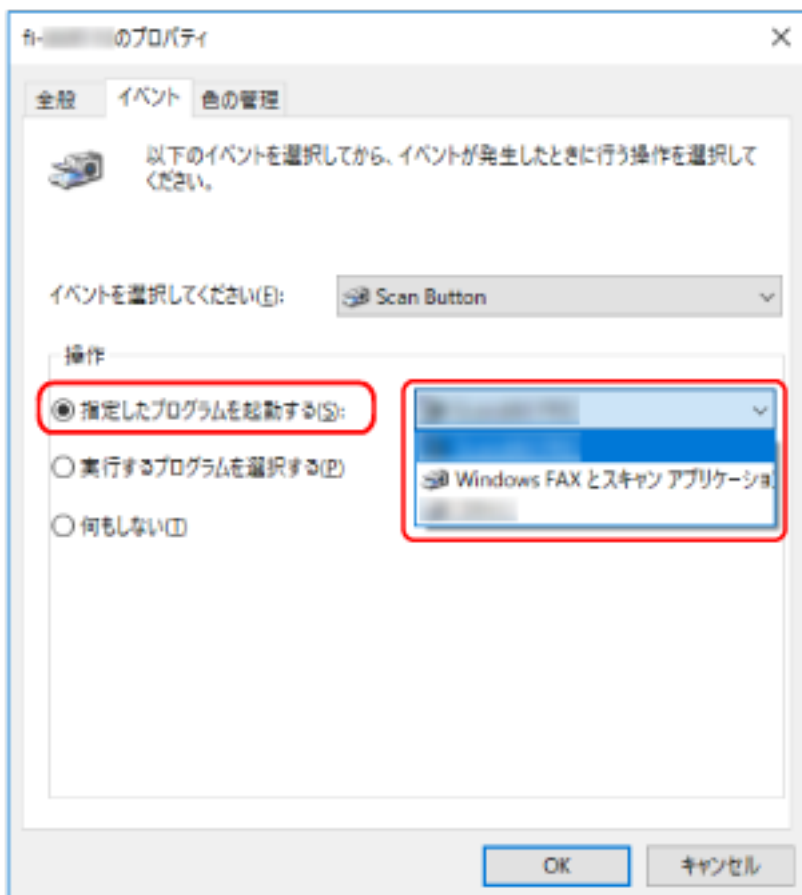 fi-のプロパティ
全般 イベント 色の管理
以下のイベントを選択してから、イベントが発生したときに行う操作を選択して
ください。
イベントを選択してください(E): Scan Button
操作
指定したプログラムを起動する(S):
実行するプログラムを選択する(P)
Windows FAX とスキャン アプリケーション
何もしない(T)
OK キャンセル